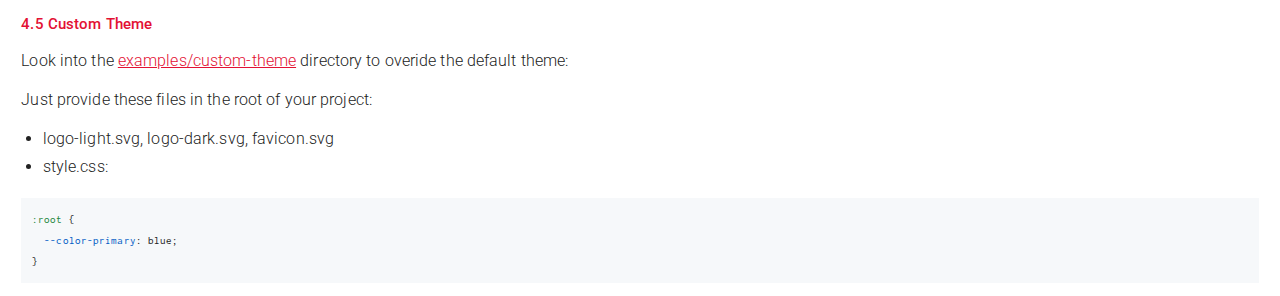 4.5 Custom Theme
Look into the examples/custom-theme directory to overide the default theme:
Just provide these files in the root of your project:
• logo-light.svg, logo-dark.svg, favicon.svg
• style.css:
:root {
  --color-primary: blue;
}